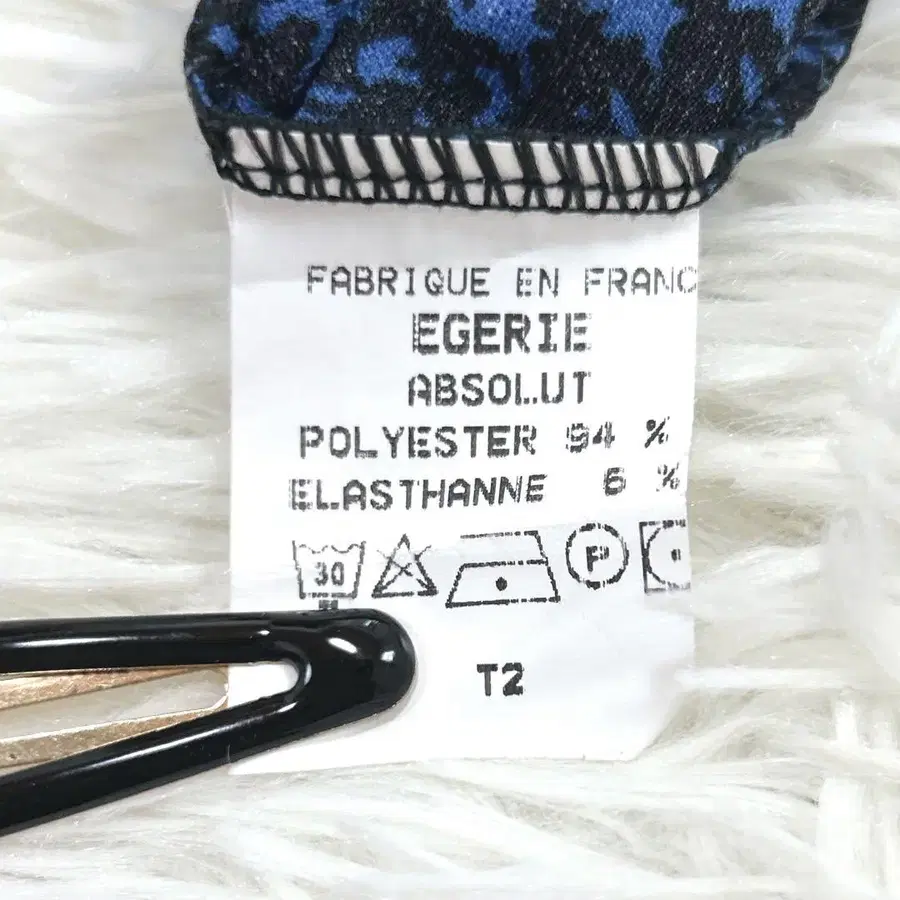 FABRIQUE EN FRANC
EGERIE
ABSOLUT
POLYESTER 94 %
ELASTHANNE 6 %
30 P
T2